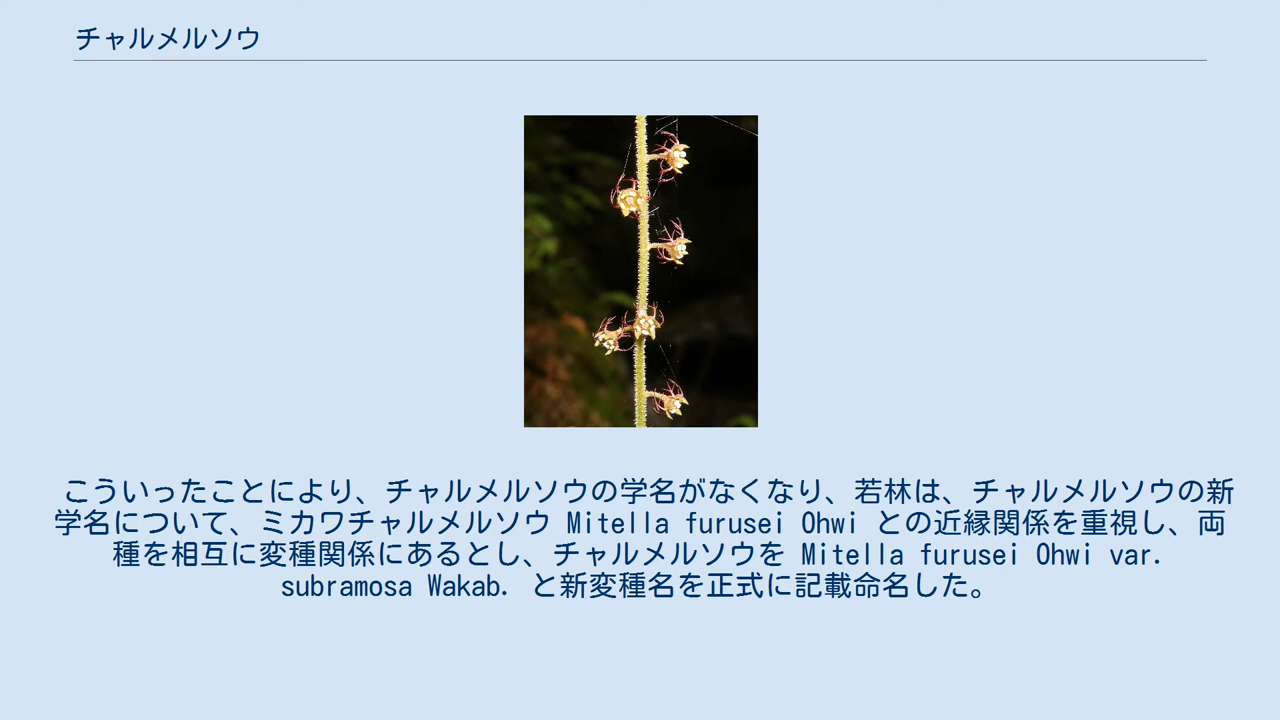 チャルメルソウ
こういったことにより、チャルメルソウの学名がなくなり、若林は、チャルメルソウの新
学名について、ミカワチャルメルソウ Mitella furusei Ohwi との近縁関係を重視し、両
種を相互に変種関係にあるとし、チャルメルソウを Mitella furusei Ohwi var.
subramosa Wakab. と新変種名を正式に記載命名した。